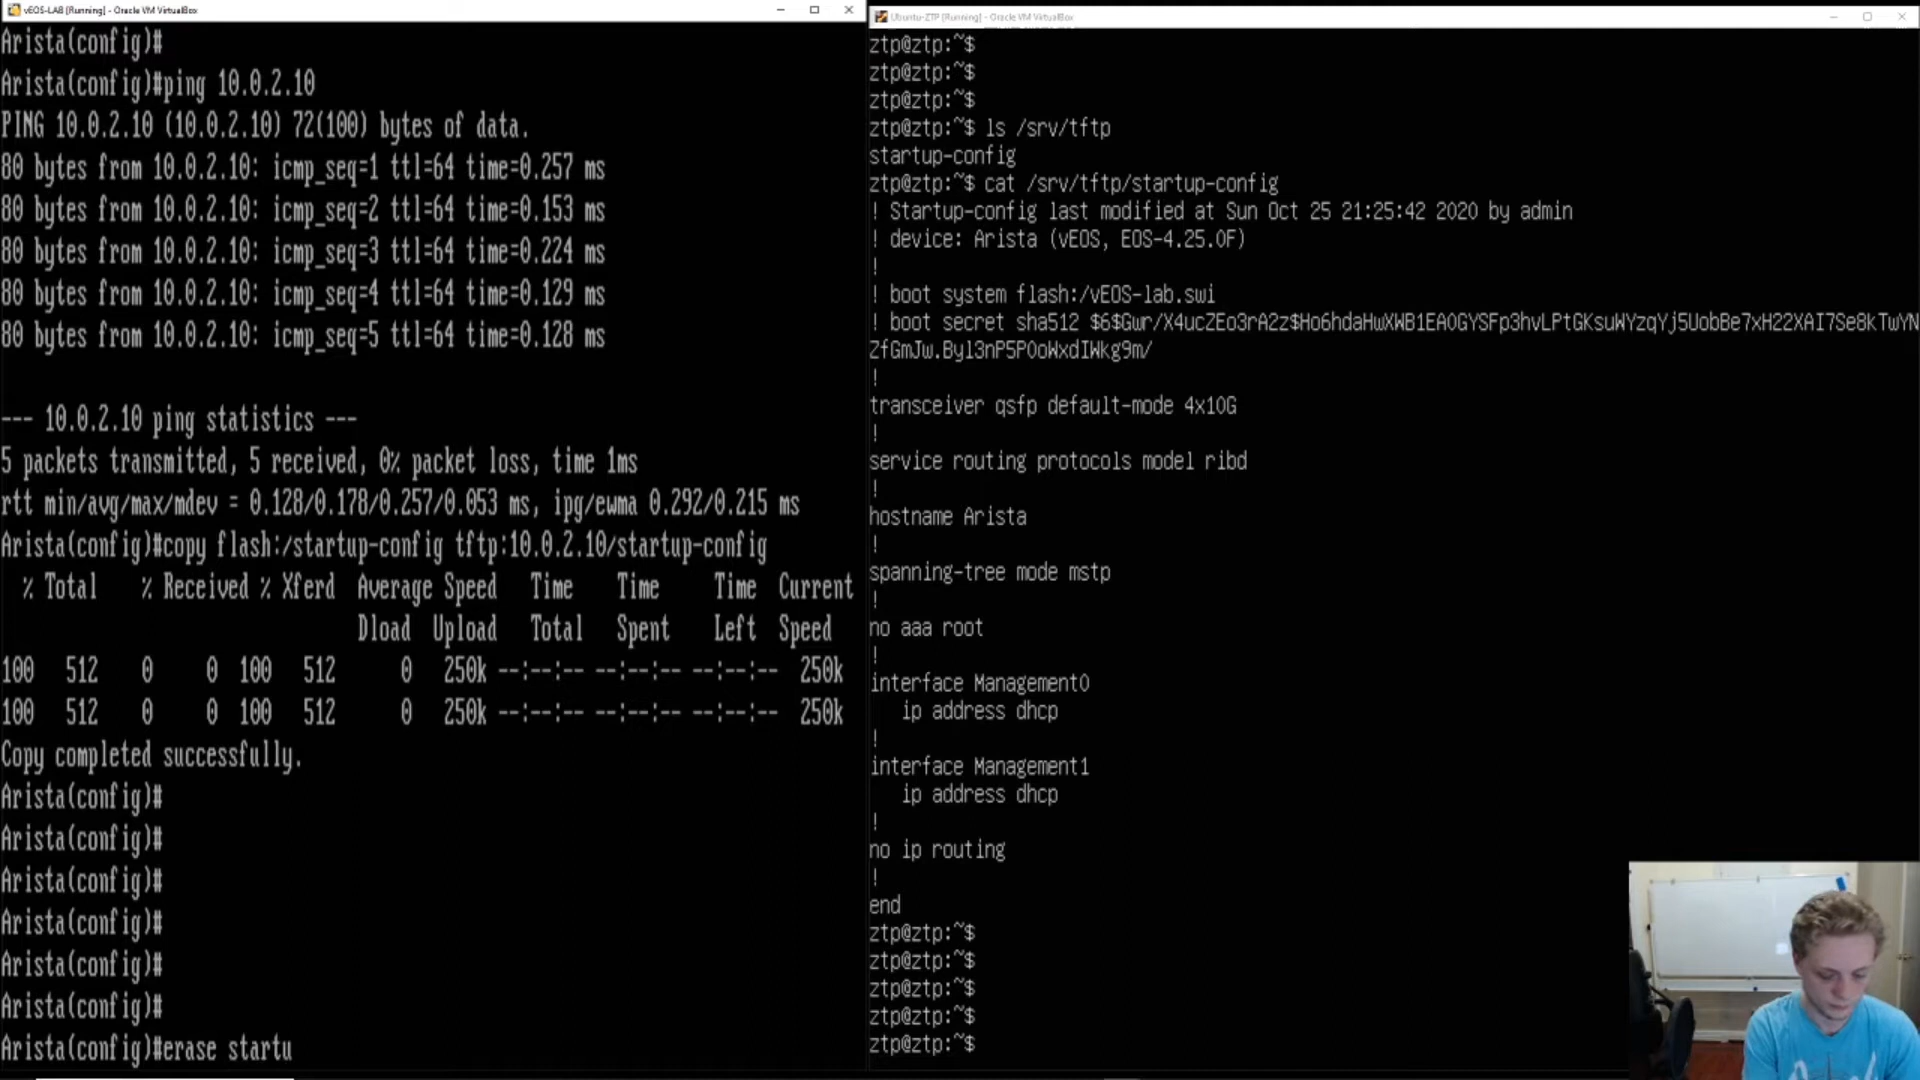 vEOS-LAB [Running] - Oracle VM VirtualBox
Arista(config)#
Arista(config)#ping 10.0.2.10
PING 10.0.2.10 (10.0.2.10) 72(100) bytes of data.
80 bytes from 10.0.2.10: icmp_seq=1 ttl=64 time=0.257 ms
80 bytes from 10.0.2.10: icmp_seq=2 ttl=64 time=0.153 ms
80 bytes from 10.0.2.10: icmp_seq=3 ttl=64 time=0.224 ms
80 bytes from 10.0.2.10: icmp_seq=4 ttl=64 time=0.129 ms
80 bytes from 10.0.2.10: icmp_seq=5 ttl=64 time=0.128 ms
--- 10.0.2.10 ping statistics ---
5 packets transmitted, 5 received, 0% packet loss, time 1ms
rtt min/avg/max/mdev = 0.128/0.178/0.257/0.053 ms, ipg/ewma 0.292/0.215 ms
Arista(config)#copy flash:/startup-config tftp:10.0.2.10/startup-config
% Total % Received % Xferd Average Speed Time Time Time Current
Dload Upload Total Spent Left Speed
100 512 0 0 100 512 0 250k --:--:-- --:--:-- --:--:-- 250k
100 512 0 0 100 512 0 250k --:--:-- --:--:-- --:--:-- 250k
Copy completed successfully.
Arista(config)#
Arista(config)#
Arista(config)#
Arista(config)#
Arista(config)#
Arista(config)#
Arista(config)#erase startu
Ubuntu-ZTP [Running] - Oracle VM VirtualBox
ztp@ztp:~$
ztp@ztp:~$
ztp@ztp:~$
ztp@ztp:~$ ls /srv/tftp
startup-config
ztp@ztp:~$ cat /srv/tftp/startup-config
! Startup-config last modified at Sun Oct 25 21:25:42 2020 by admin
! device: Arista (vEOS, EOS-4.25.0F)
!
! boot system flash:/vEOS-lab.swi
! boot secret sha512 $6$Gwr/X4ucZEo3rA2z$Ho6hdaHwXWB1EA0GYSFp3hvLPtGKsuWYzqYj5UobBe7xH22XAI7Se8kTwYN
ZfGmJw.Byl3nP5P0oWxdIWkg9m/
!
transceiver qsfp default-mode 4x10G
!
service routing protocols model ribd
!
hostname Arista
!
spanning-tree mode mstp
!
no aaa root
!
interface Management0
ip address dhcp
!
interface Management1
ip address dhcp
!
no ip routing
!
end
ztp@ztp:~$
ztp@ztp:~$
ztp@ztp:~$
ztp@ztp:~$
ztp@ztp:~$